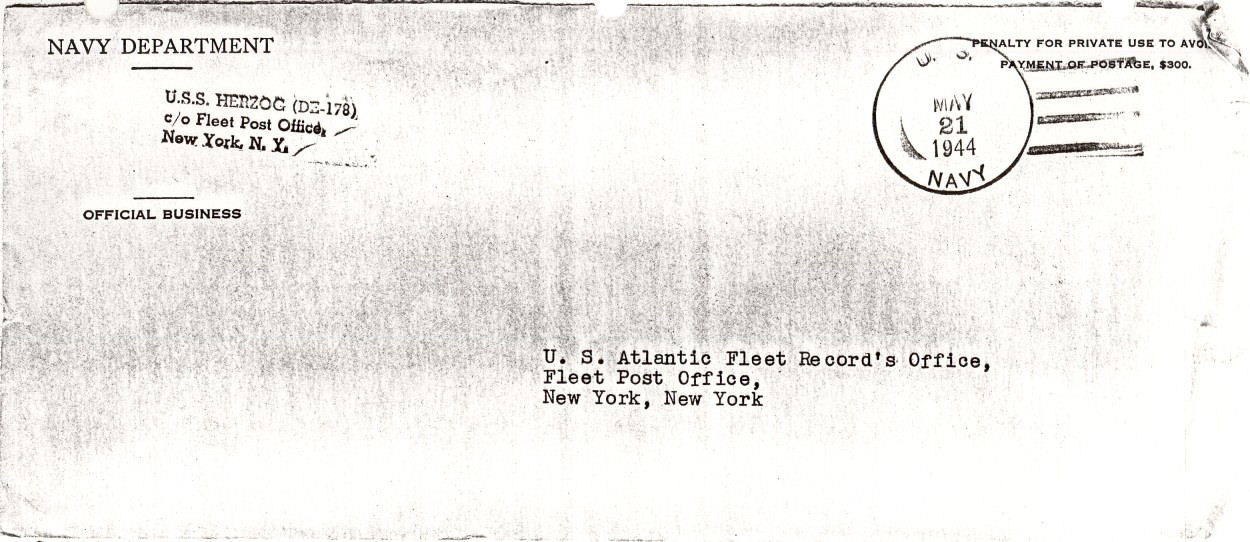 NAVY DEPARTMENT
U.S.S. HERZOG (DE-178)
c/o Fleet Post Office,
New York, N. Y.
OFFICIAL BUSINESS
PENALTY FOR PRIVATE USE TO
PAYMENT OF POSTAGE, $300.
U. S.
MAY
21
1944
NAVY
U. S. Atlantic Fleet Record's Office,
Fleet Post Office,
New York, New York